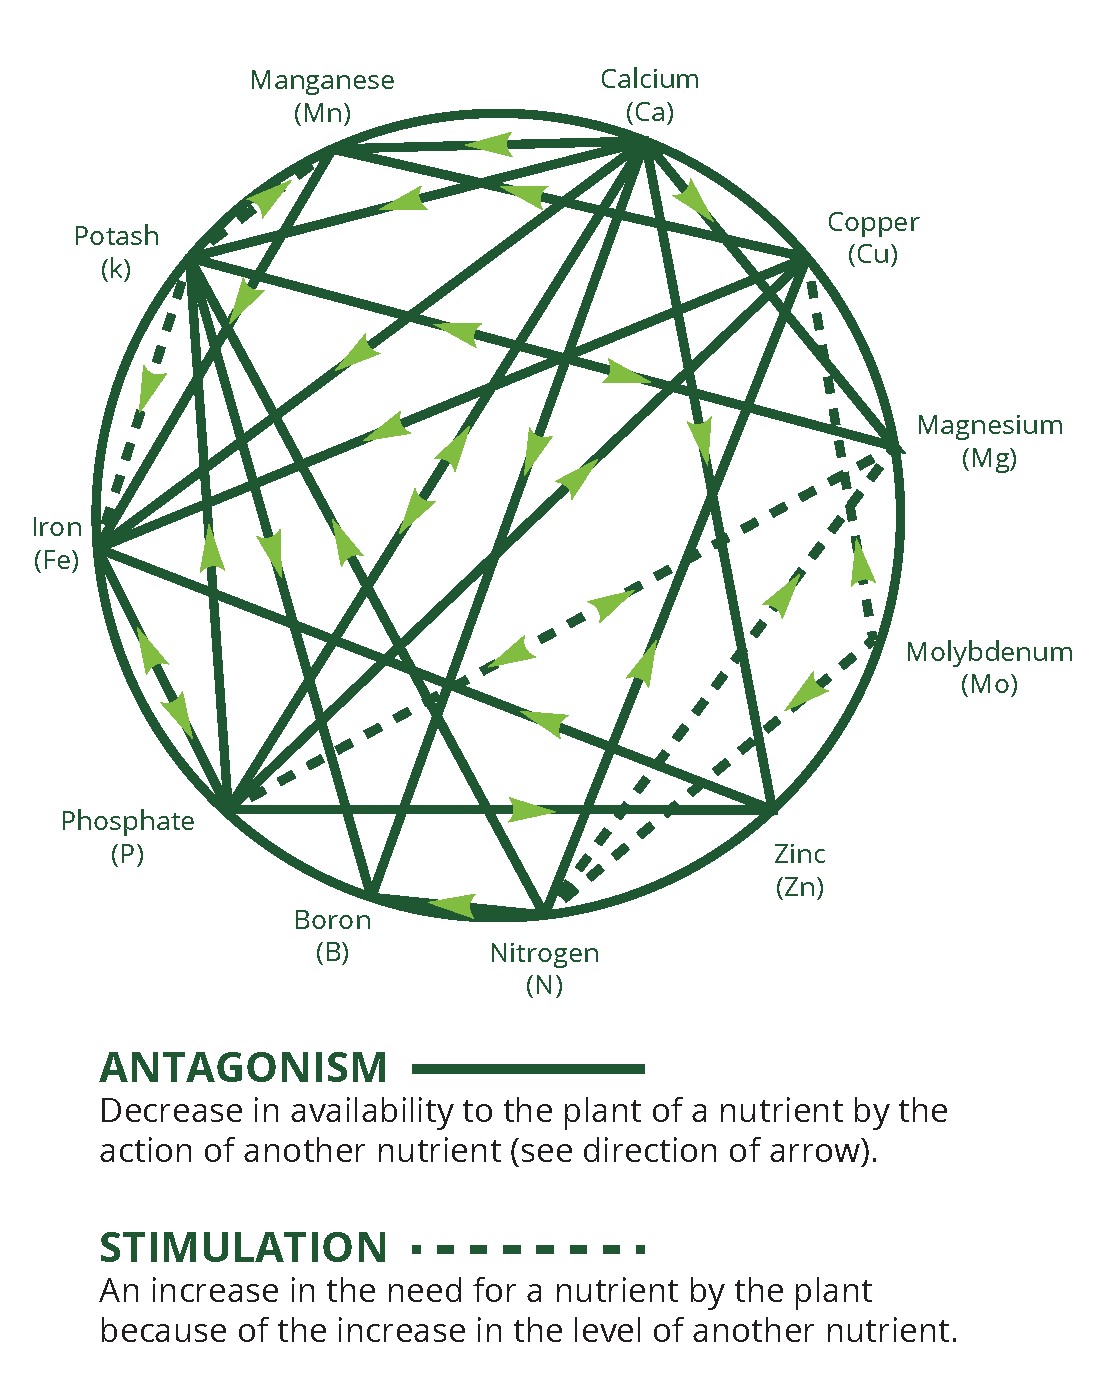 Manganese
(Mn)
Calcium
(Ca)
Potash
(k)
Copper
(Cu)
Magnesium
(Mg)
Iron
(Fe)
Molybdenum
(Mo)
Phosphate
(P)
Zinc
(Zn)
Boron
(B)
Nitrogen
(N)
ANTAGONISM
Decrease in availability to the plant of a nutrient by the
action of another nutrient (see direction of arrow).
STIMULATION
An increase in the need for a nutrient by the plant
because of the increase in the level of another nutrient.